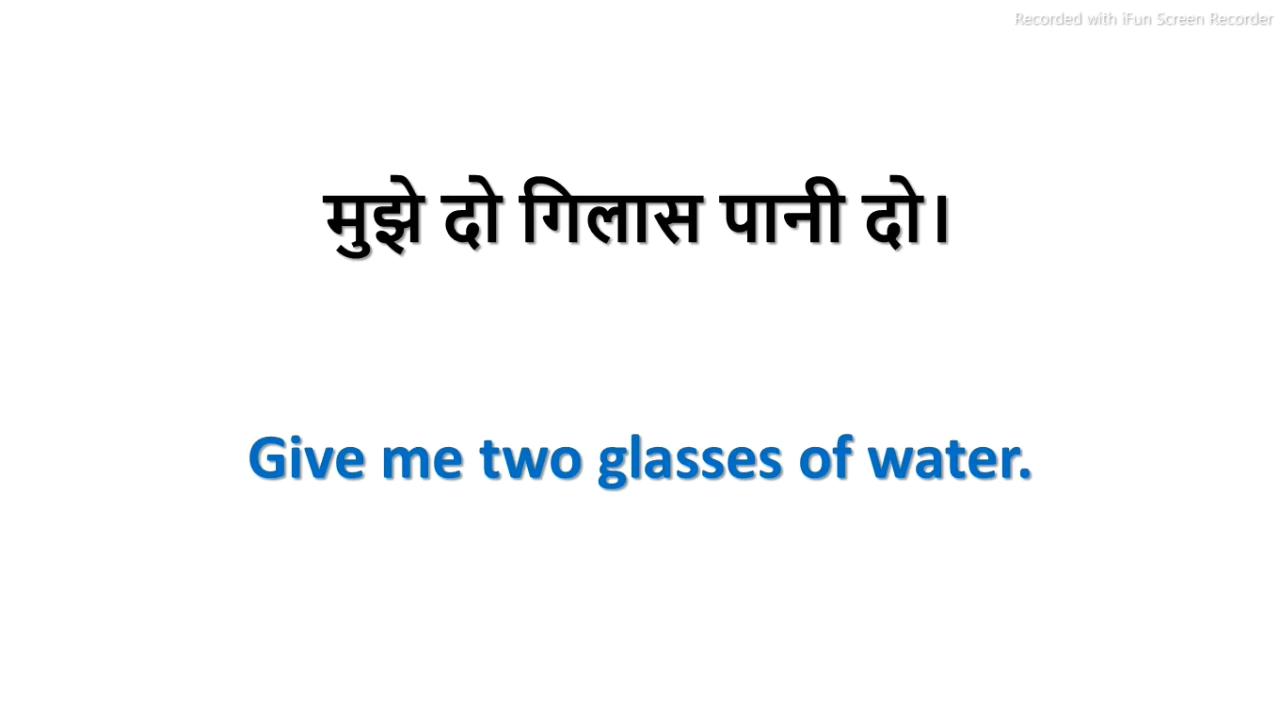 Recorded with iFun Screen Recorder
मुझे दो गिलास पानी दो।
Give me two glasses of water.